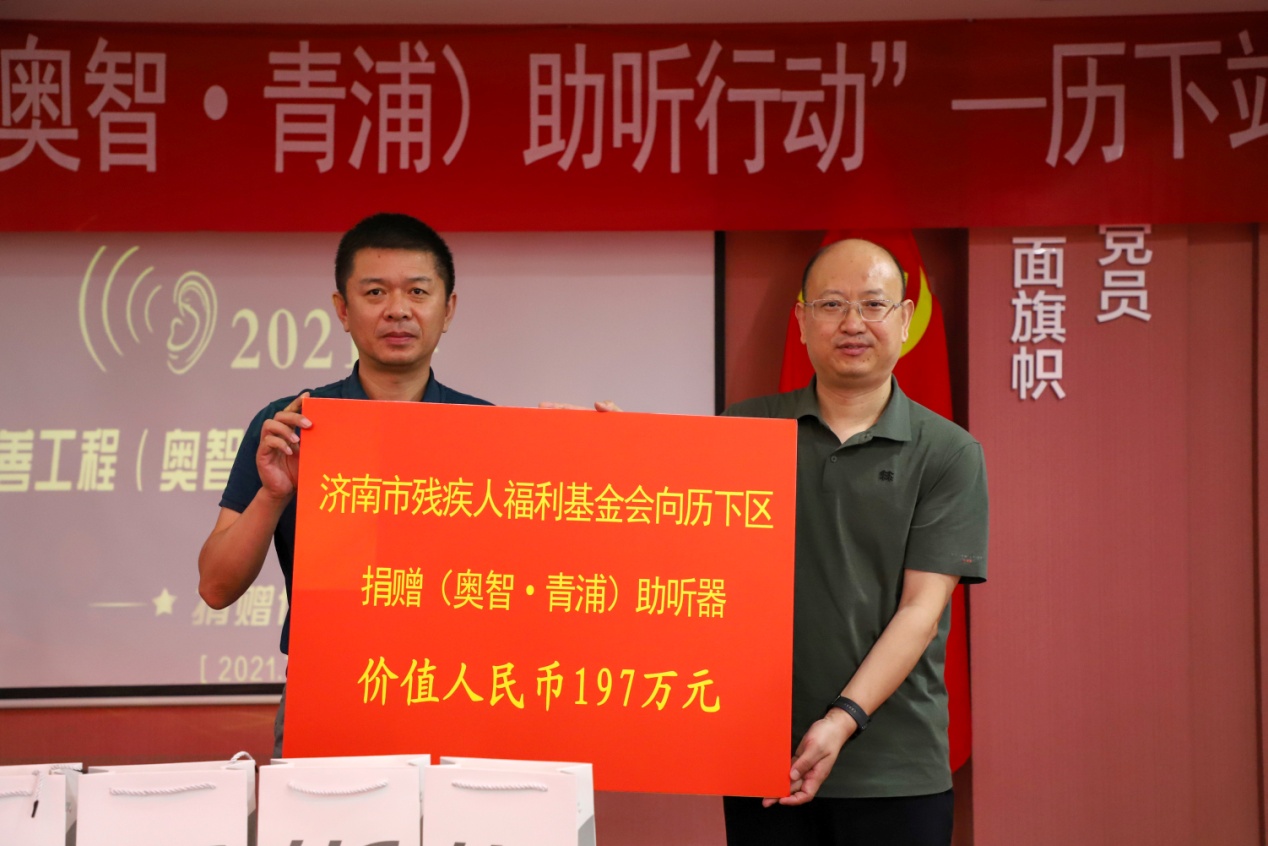 奥智·青浦）助听行动”一历下站
党员
面旗帜
2021
善工程（奥智
捐赠
[ 2021.
济南市残疾人福利基金会向历下区
捐赠（奥智·青浦）助听器
价值人民币197万元